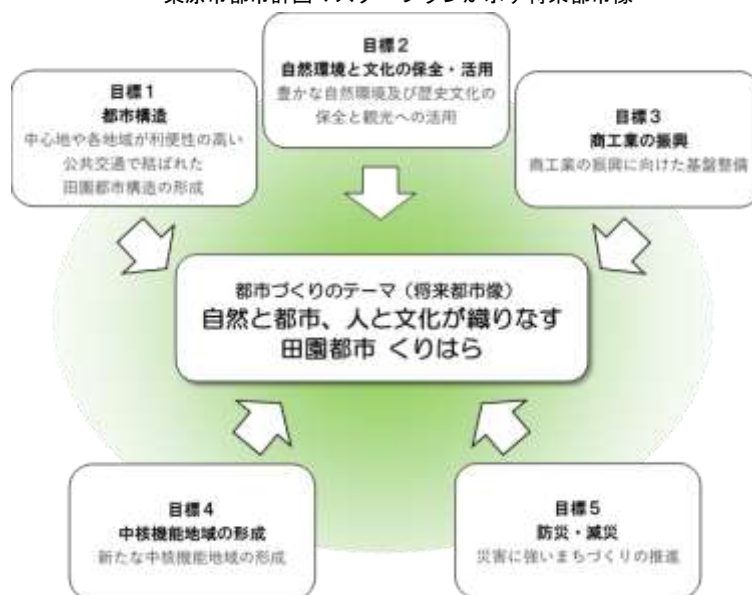 栗原市都市計画マスタープランが示す将来都市像
目標1
都市構造
中心地や各地域が利便性の高い
公共交通で結ばれた
田園都市構造の形成
目標2
自然環境と文化の保全・活用
豊かな自然環境及び歴史文化の
保全と観光への活用
目標3
商工業の振興
商工業の振興に向けた基盤整備
都市づくりのテーマ（将来都市像）
自然と都市、人と文化が織りなす
田園都市 くりはら
目標4
中核機能地域の形成
新たな中核機能地域の形成
目標5
防災・減災
災害に強いまちづくりの推進